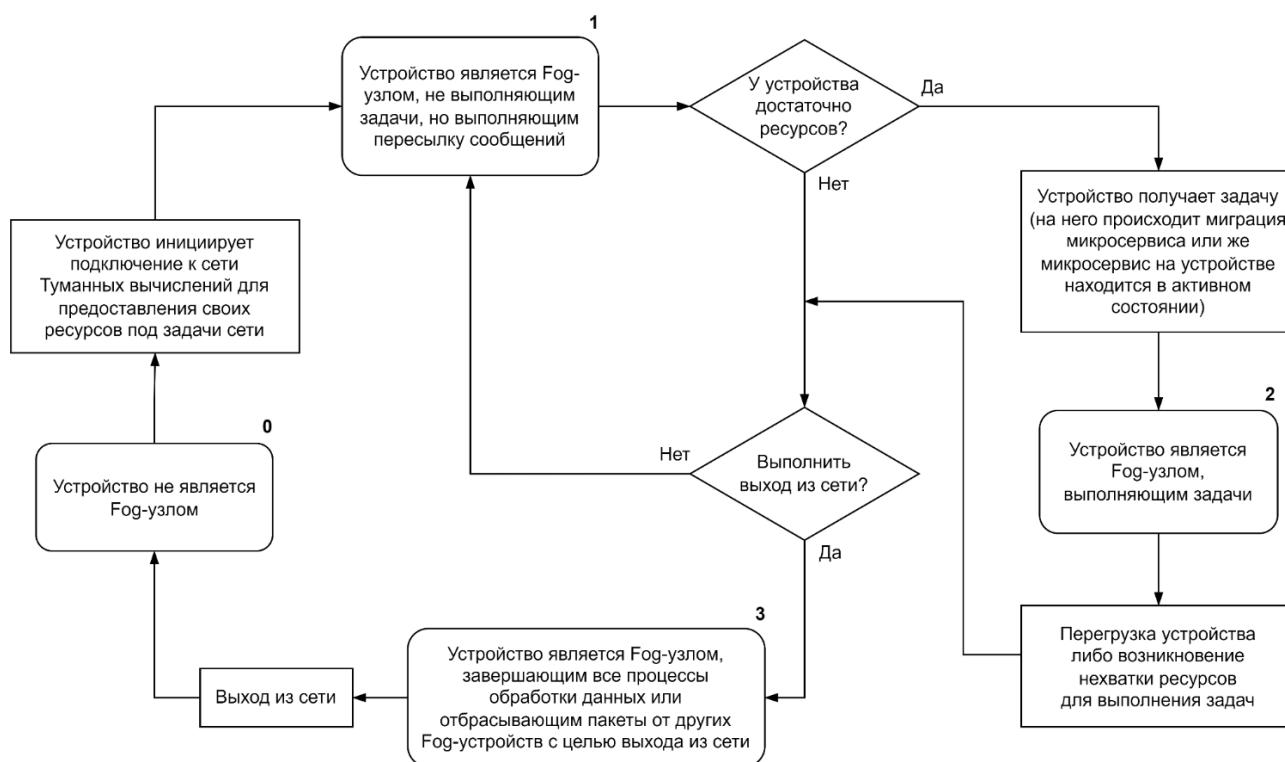 1
Устройство является Fog-
узлом, не выполняющим
задачи, но выполняющим
пересылку сообщений
У устройства
достаточно
ресурсов?
Да
Нет
Устройство получает задачу
(на него происходит миграция
микросервиса или же
микросервис на устройстве
находится в активном
состоянии)
Устройство инициирует
подключение к сети
Туманных вычислений для
предоставления своих
ресурсов под задачи сети
2
Устройство является
Fog-узлом,
выполняющим задачи
0
Устройство не является
Fog-узлом
Нет
Выполнить
выход из сети?
Да
3
Устройство является Fog-узлом,
завершающим все процессы
обработки данных или
отбрасывающим пакеты от других
Fog-устройств с целью выхода из сети
Выход из сети
Перегрузка устройства
либо возникновение
нехватки ресурсов
для выполнения задач